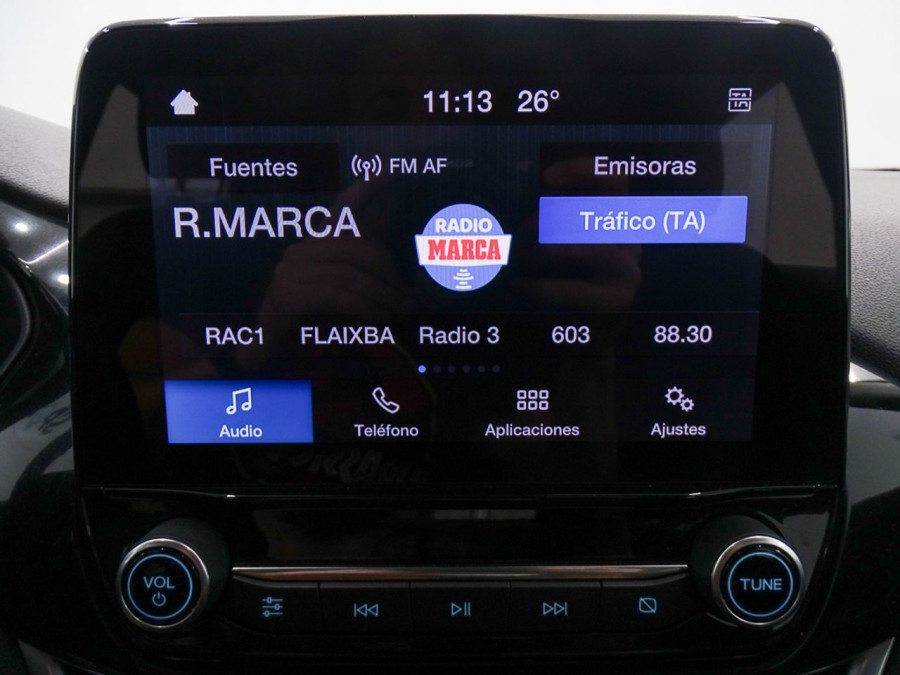 11:13 26°
TA
Fuentes FM AF Emisoras
R.MARCA
RADIO
MARCA
Tráfico (TA)
RAC1 FLAIXBA Radio 3 603 88.30
Audio Teléfono Aplicaciones Ajustes
VOL
TUNE